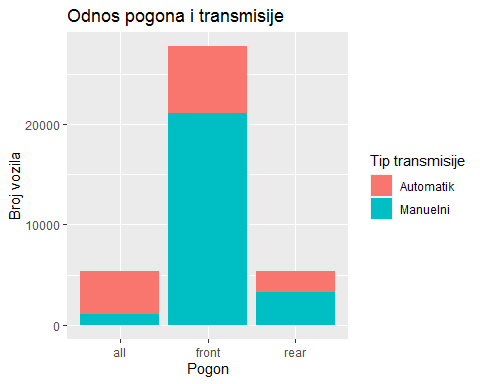 Odnos pogona i transmisije
Broj vozila
20000
10000
0
all front rear
Pogon
Tip transmisije
Automatik
Manuelni